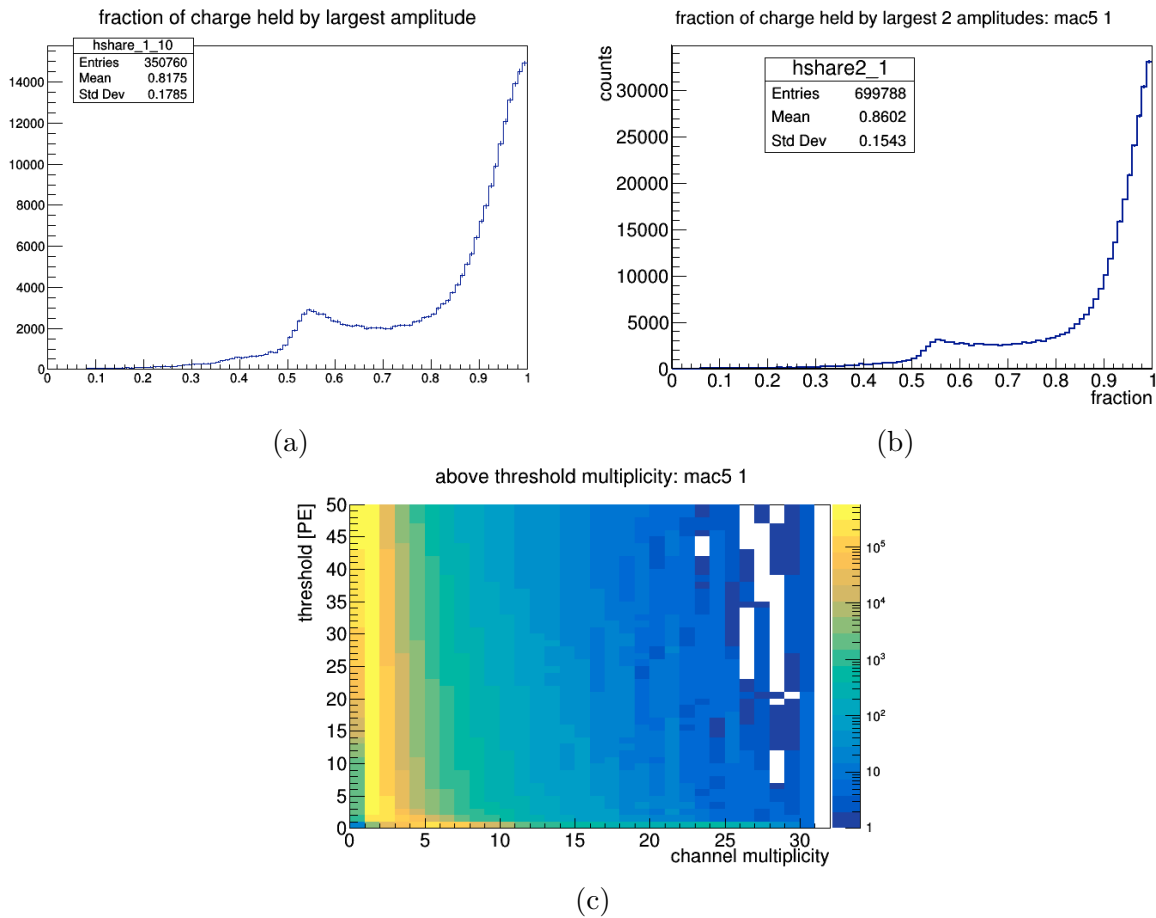 fraction of charge held by largest amplitude
hshare_1_10
Entries 350760
Mean 0.8175
Std Dev 0.1785
14000
12000
10000
8000
6000
4000
2000
0
0 0.1 0.2 0.3 0.4 0.5 0.6 0.7 0.8 0.9 1
(a)
fraction of charge held by largest 2 amplitudes: mac5 1
counts
hshare2_1
Entries 699788
Mean 0.8602
Std Dev 0.1543
30000
25000
20000
15000
10000
5000
0
0 0.1 0.2 0.3 0.4 0.5 0.6 0.7 0.8 0.9 1
fraction
(b)
above threshold multiplicity: mac5 1
threshold [PE]
50
45
40
35
30
25
20
15
10
5
0
0 5 10 15 20 25 30
channel multiplicity
10^5
10^4
10^3
10^2
10
1
(c)